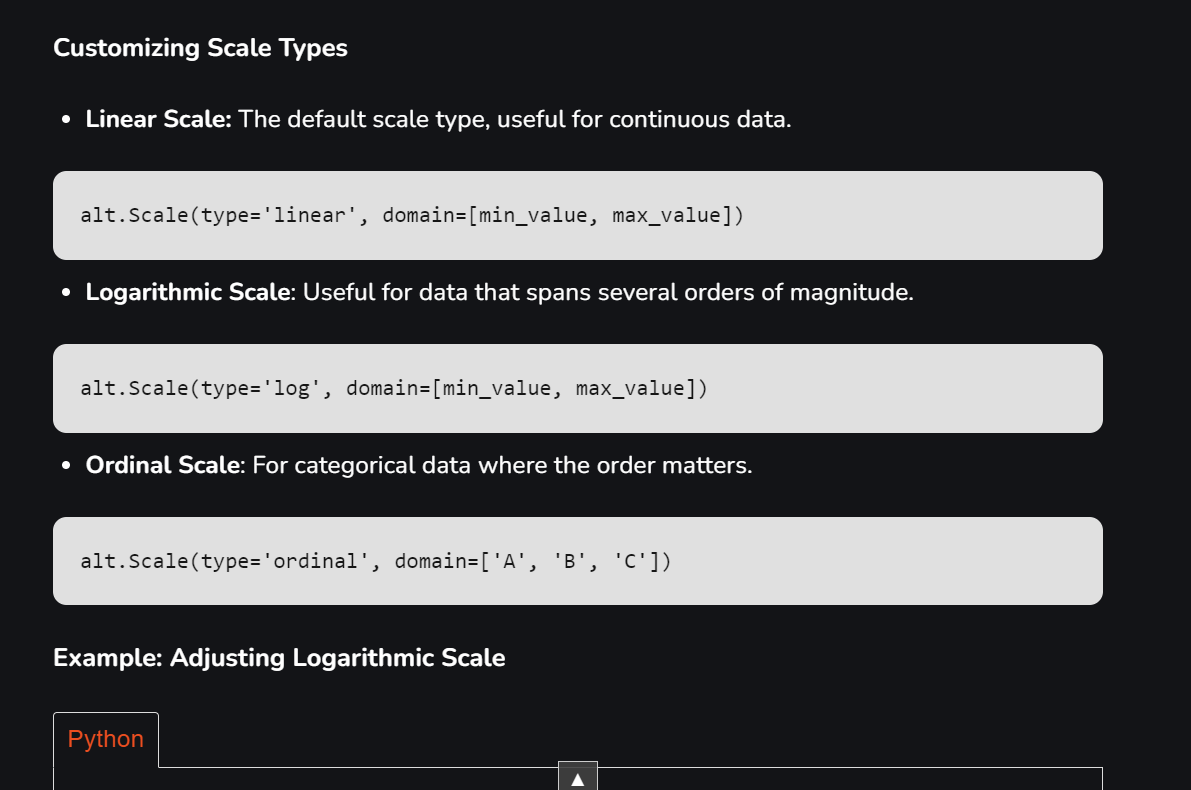 Customizing Scale Types
• Linear Scale: The default scale type, useful for continuous data.
alt.Scale(type='linear', domain=[min_value, max_value])
• Logarithmic Scale: Useful for data that spans several orders of magnitude.
alt.Scale(type='log', domain=[min_value, max_value])
• Ordinal Scale: For categorical data where the order matters.
alt.Scale(type='ordinal', domain=['A', 'B', 'C'])
Example: Adjusting Logarithmic Scale
Python